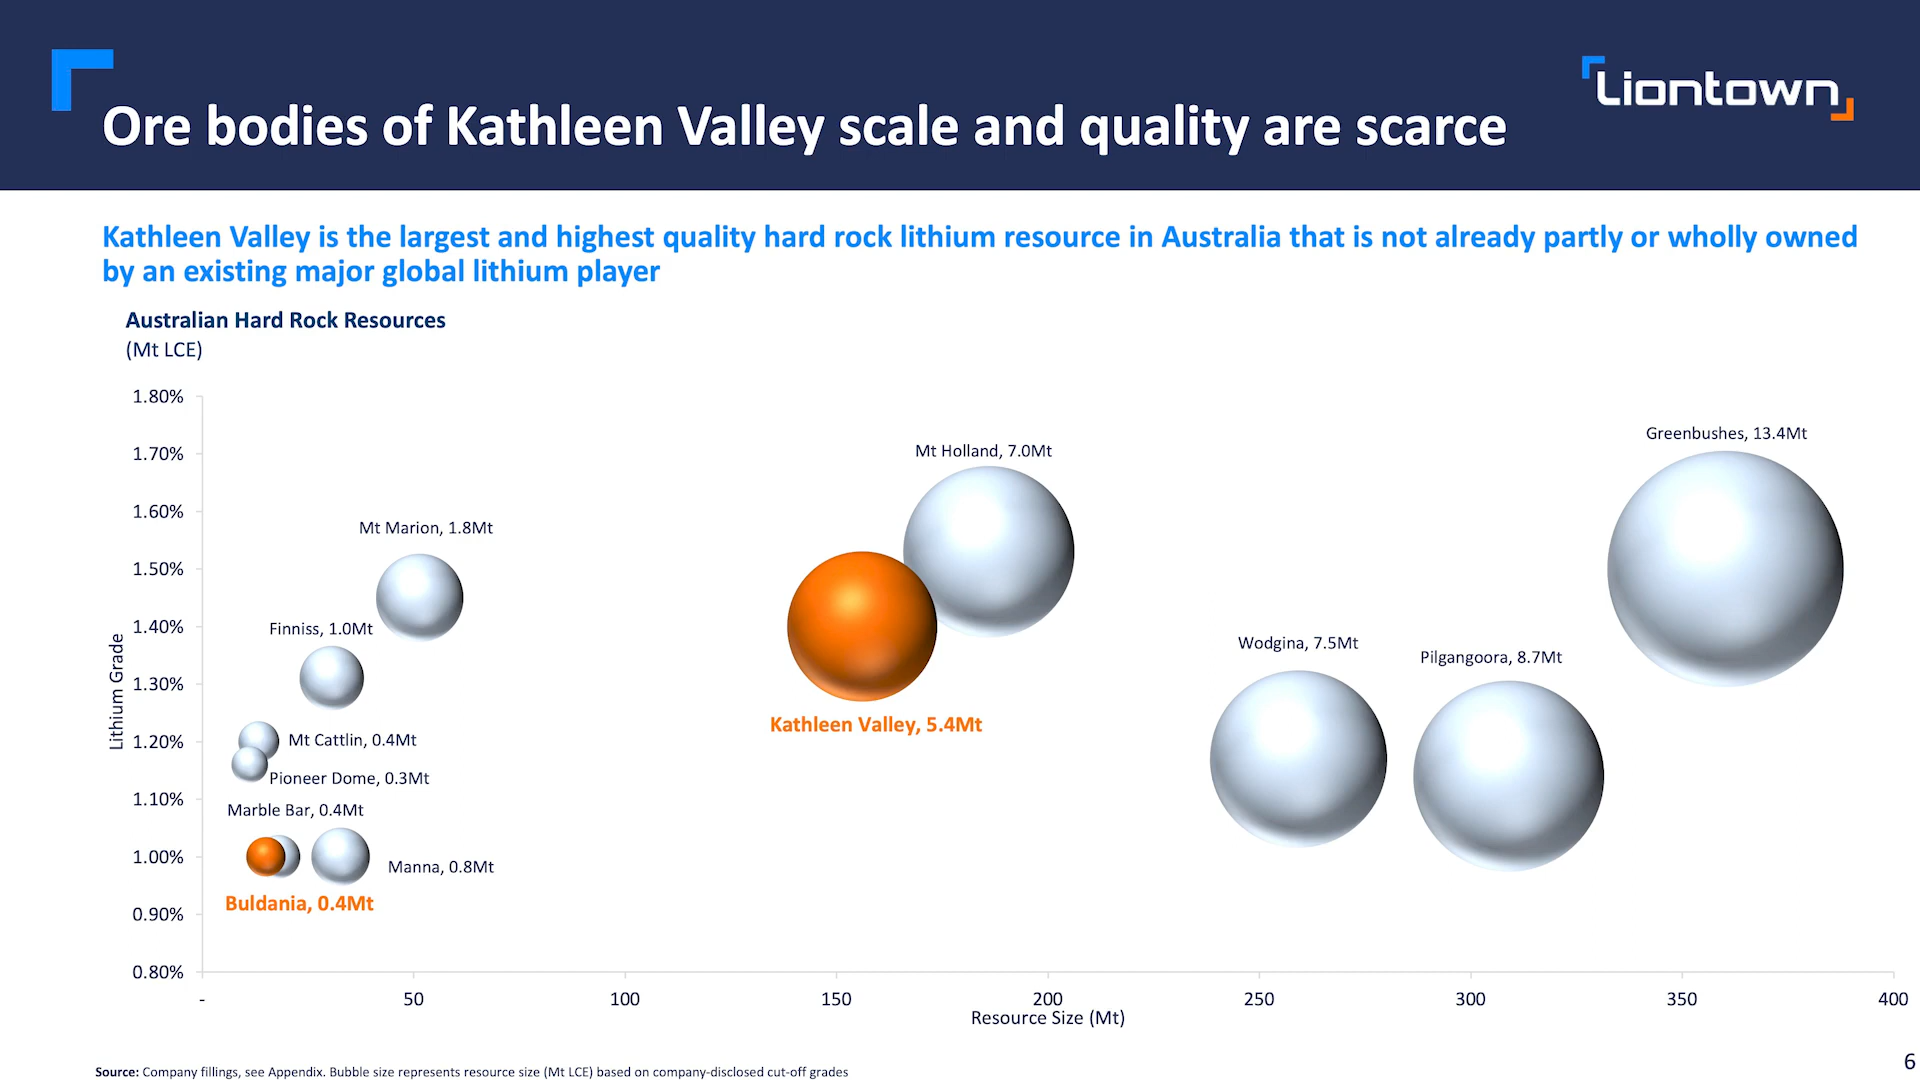 Liontown
Ore bodies of Kathleen Valley scale and quality are scarce
Kathleen Valley is the largest and highest quality hard rock lithium resource in Australia that is not already partly or wholly owned
by an existing major global lithium player
Australian Hard Rock Resources
(Mt LCE)
1.80%
1.70%
1.60%
1.50%
1.40%
1.30%
1.20%
1.10%
1.00%
0.90%
0.80%
Lithium Grade
Greenbushes, 13.4Mt
Mt Holland, 7.0Mt
Mt Marion, 1.8Mt
Finniss, 1.0Mt
Wodgina, 7.5Mt
Pilgangoora, 8.7Mt
Kathleen Valley, 5.4Mt
Mt Cattlin, 0.4Mt
Pioneer Dome, 0.3Mt
Marble Bar, 0.4Mt
Manna, 0.8Mt
Buldania, 0.4Mt
- 50 100 150 200 250 300 350 400
Resource Size (Mt)
Source: Company fillings, see Appendix. Bubble size represents resource size (Mt LCE) based on company-disclosed cut-off grades
6